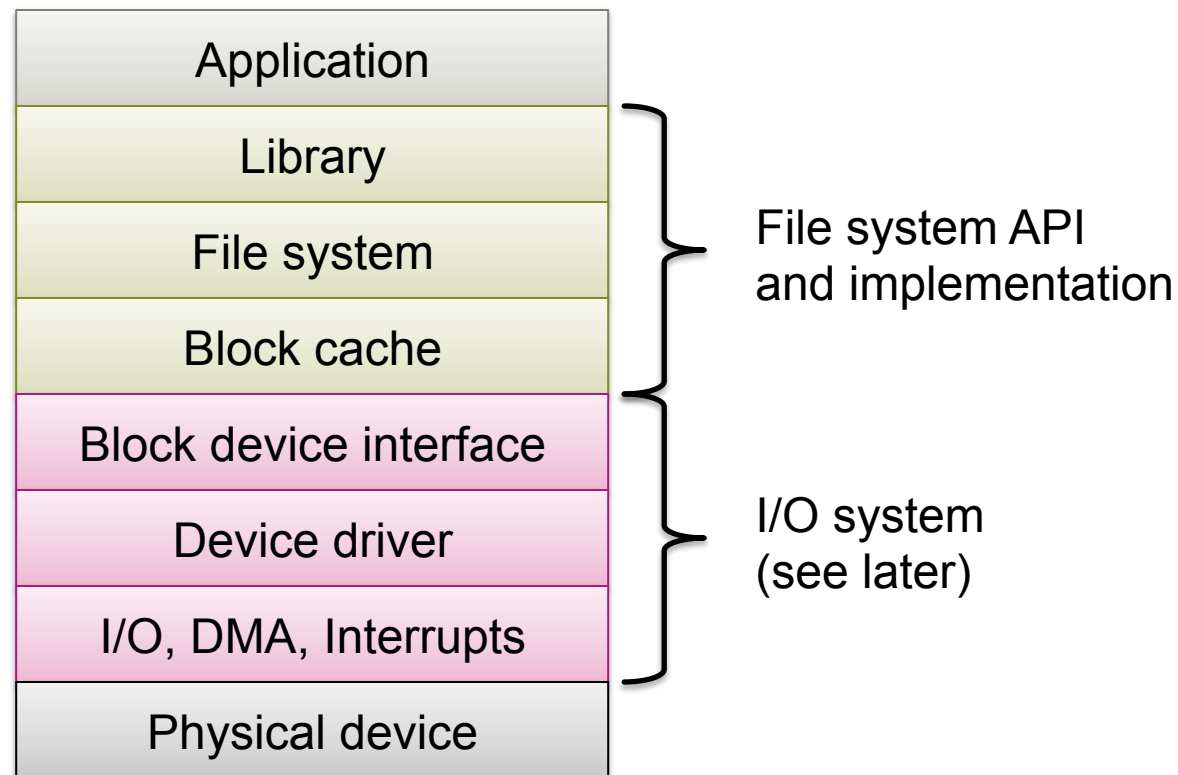 Application
Library
File system
Block cache
Block device interface
Device driver
I/O, DMA, Interrupts
Physical device
File system API
and implementation
I/O system
(see later)